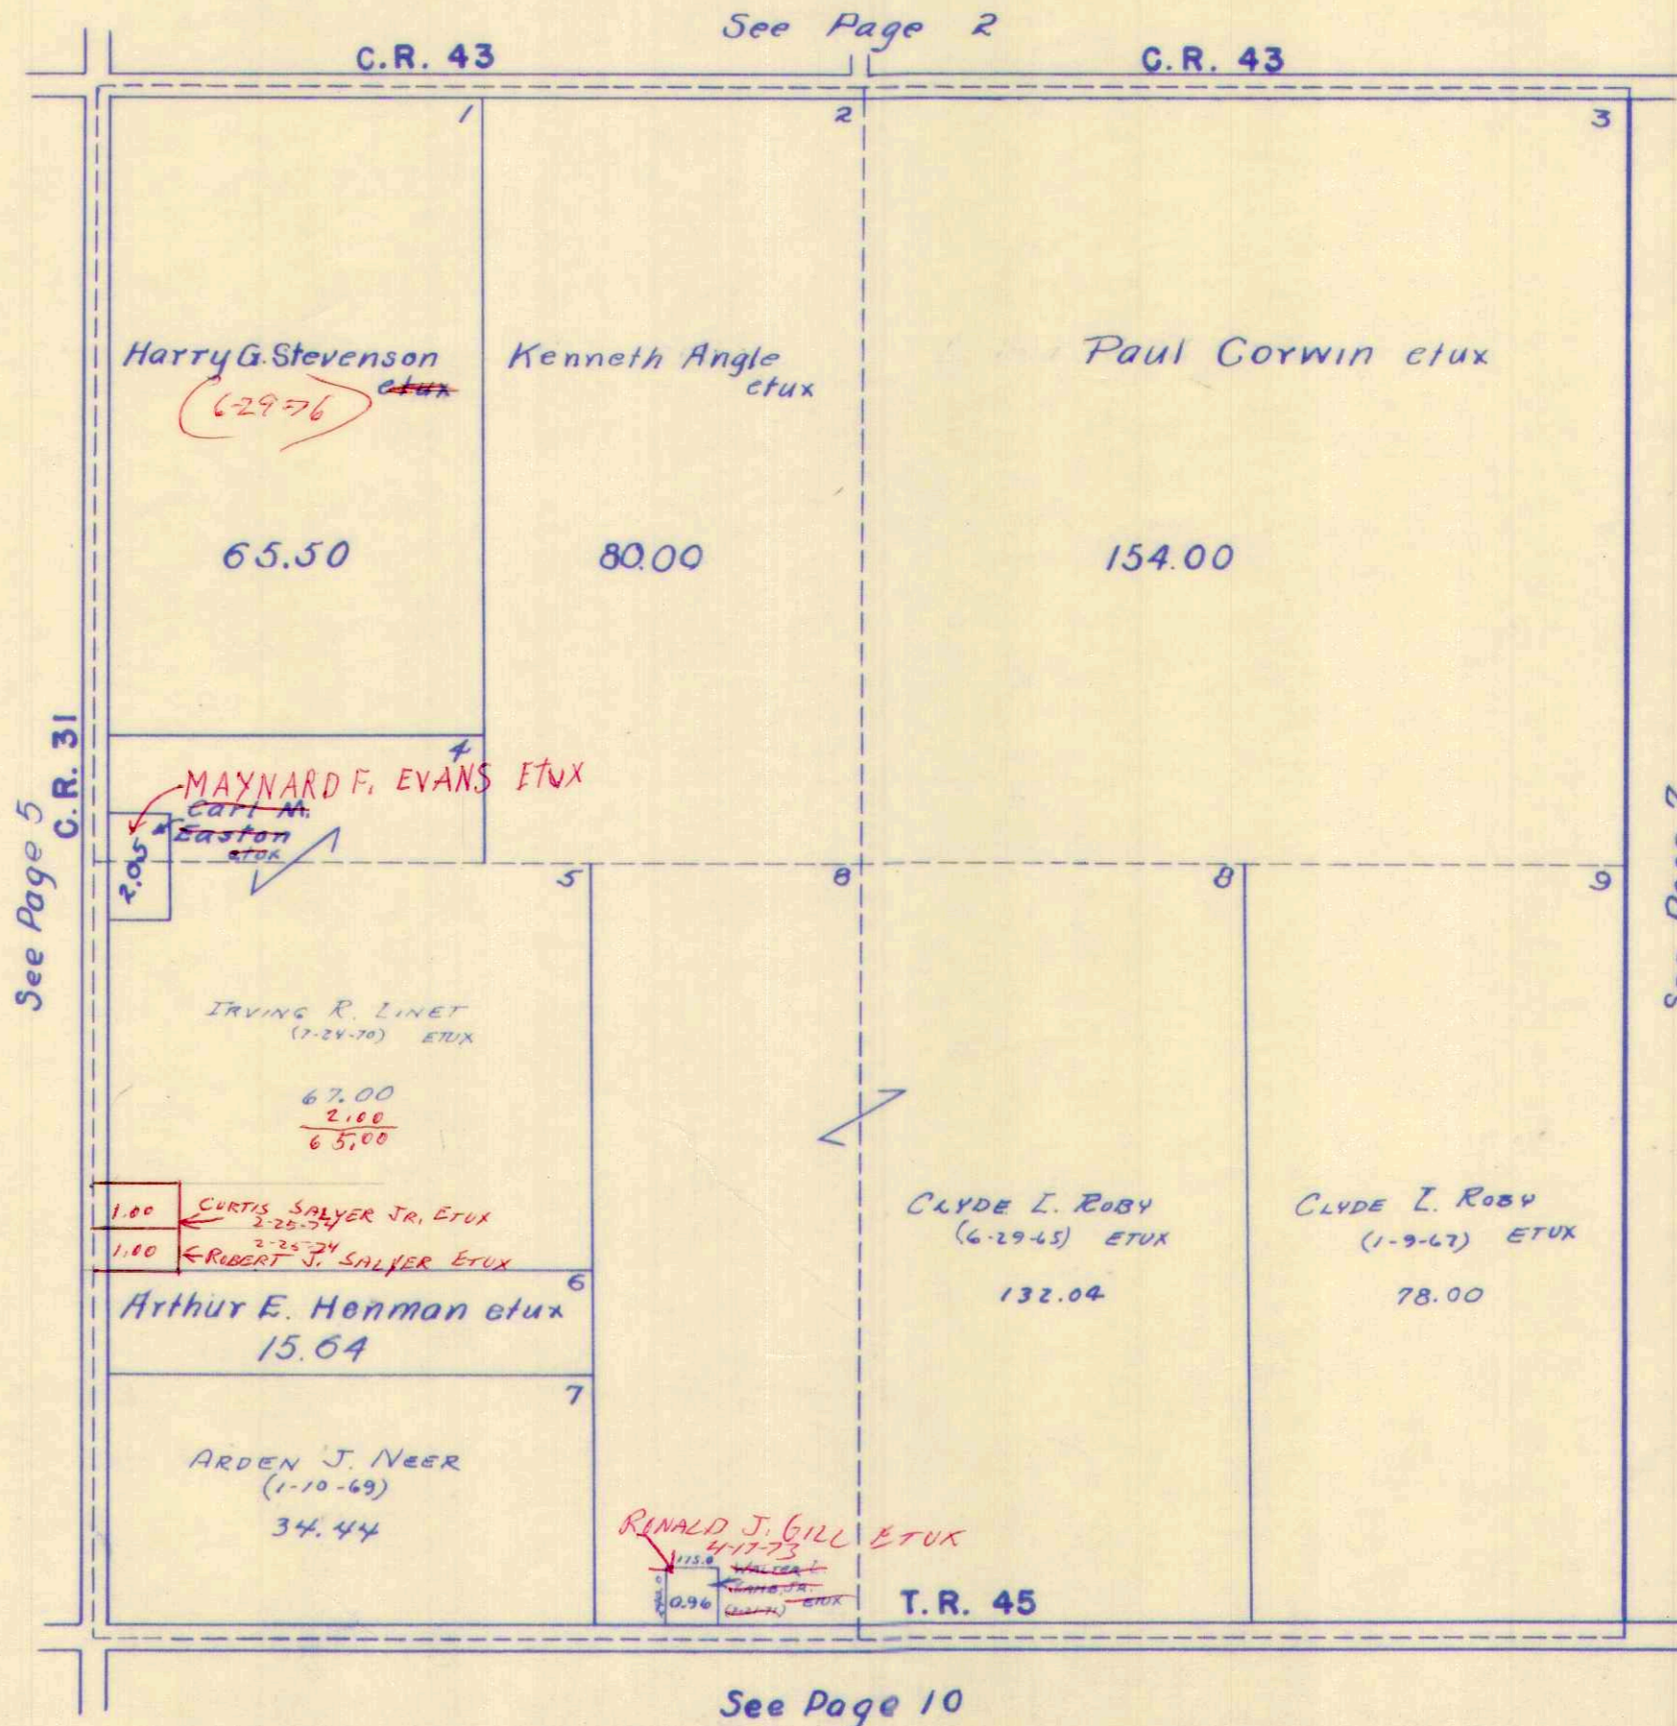 See Page 2
C.R. 43
C.R. 43
1
2
3
Harry G. Stevenson
etux
(6-29-76)
Kenneth Angle
etux
Paul Corwin etux
65.50
80.00
154.00
4
MAYNARD F. EVANS ETUX
Carl M.
Easton
etux
2.05
C.R. 31
See Page 5
5
8
8
9
IRVING R. LINET
(7-24-70) ETUX
67.00
2.00
65.00
1.00
CURTIS SALYER JR. ETUX
2-25-74
1.00
2-25-74
ROBERT J. SALYER ETUX
6
Arthur E. Henman etux
15.64
7
ARDEN J. NEER
(1-10-69)
34.44
CLYDE I. ROBY
(6-29-65) ETUX
132.04
CLYDE I. ROBY
(1-9-67) ETUX
78.00
RONALD J. GILL ETUX
4-17-73
175.0
WALTER
JR.
ETUX
0.96
T.R. 45
See Page 10